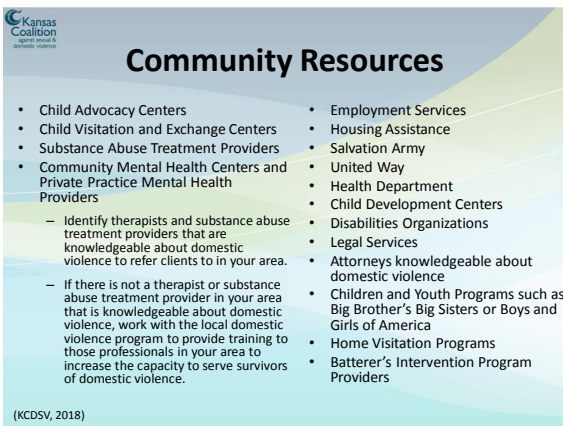 Kansas
Coalition
against sexual &
domestic violence
Community Resources
• Child Advocacy Centers
• Child Visitation and Exchange Centers
• Substance Abuse Treatment Providers
• Community Mental Health Centers and
Private Practice Mental Health
Providers
– Identify therapists and substance abuse
treatment providers that are
knowledgeable about domestic
violence to refer clients to in your area.
– If there is not a therapist or substance
abuse treatment provider in your area
that is knowledgeable about domestic
violence, work with the local domestic
violence program to provide training to
those professionals in your area to
increase the capacity to serve survivors
of domestic violence.
• Employment Services
• Housing Assistance
• Salvation Army
• United Way
• Health Department
• Child Development Centers
• Disabilities Organizations
• Legal Services
• Attorneys knowledgeable about
domestic violence
• Children and Youth Programs such as
Big Brother's Big Sisters or Boys and
Girls of America
• Home Visitation Programs
• Batterer's Intervention Program
Providers
(KCDSV, 2018)